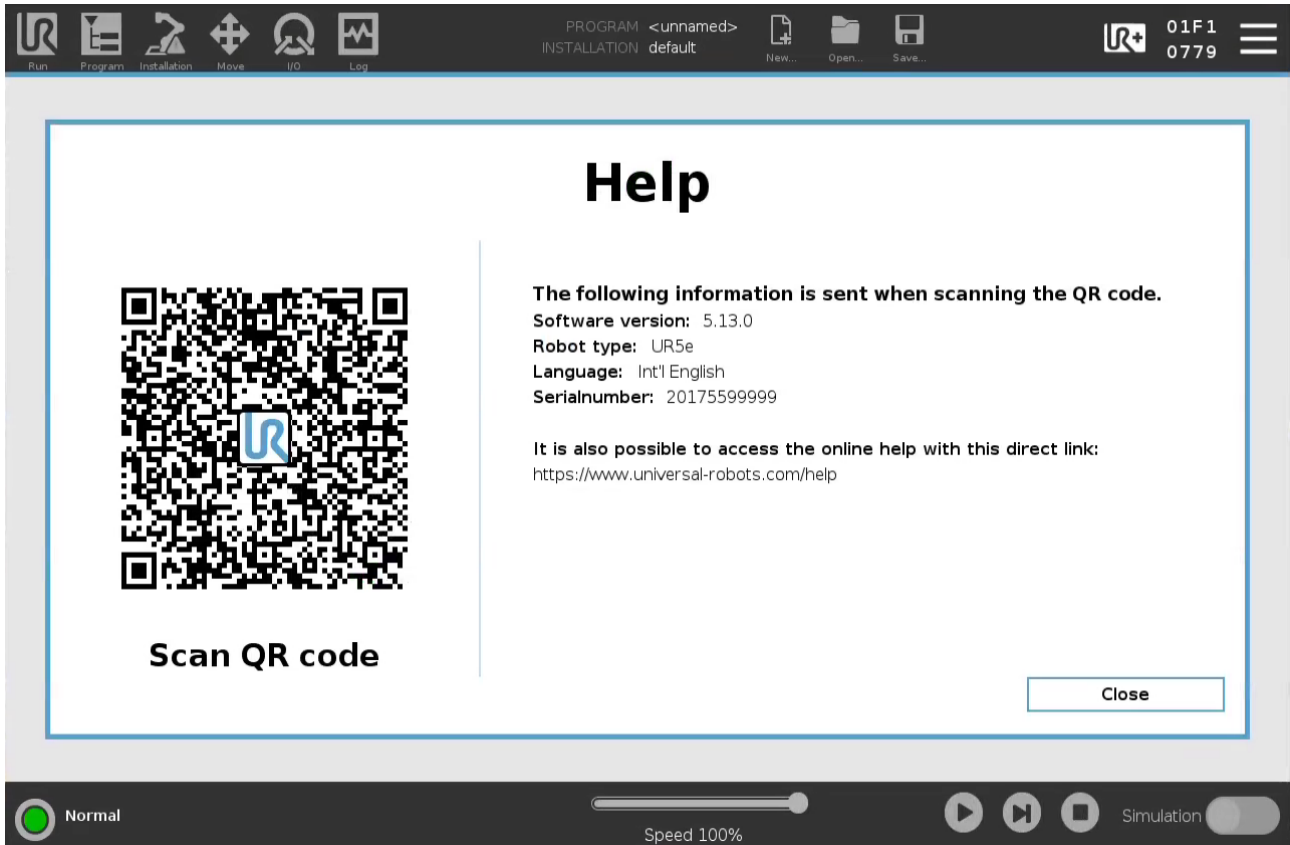 PROGRAM <unnamed>
INSTALLATION default
Run
Program
Installation
Move
I/O
Log
New...
Open...
Save...
UR+
01F1
0779
Help
The following information is sent when scanning the QR code.
Software version: 5.13.0
Robot type: UR5e
Language: Int'l English
Serialnumber: 20175599999
It is also possible to access the online help with this direct link:
https://www.universal-robots.com/help
UR
Scan QR code
Close
Normal
Speed 100%
Simulation